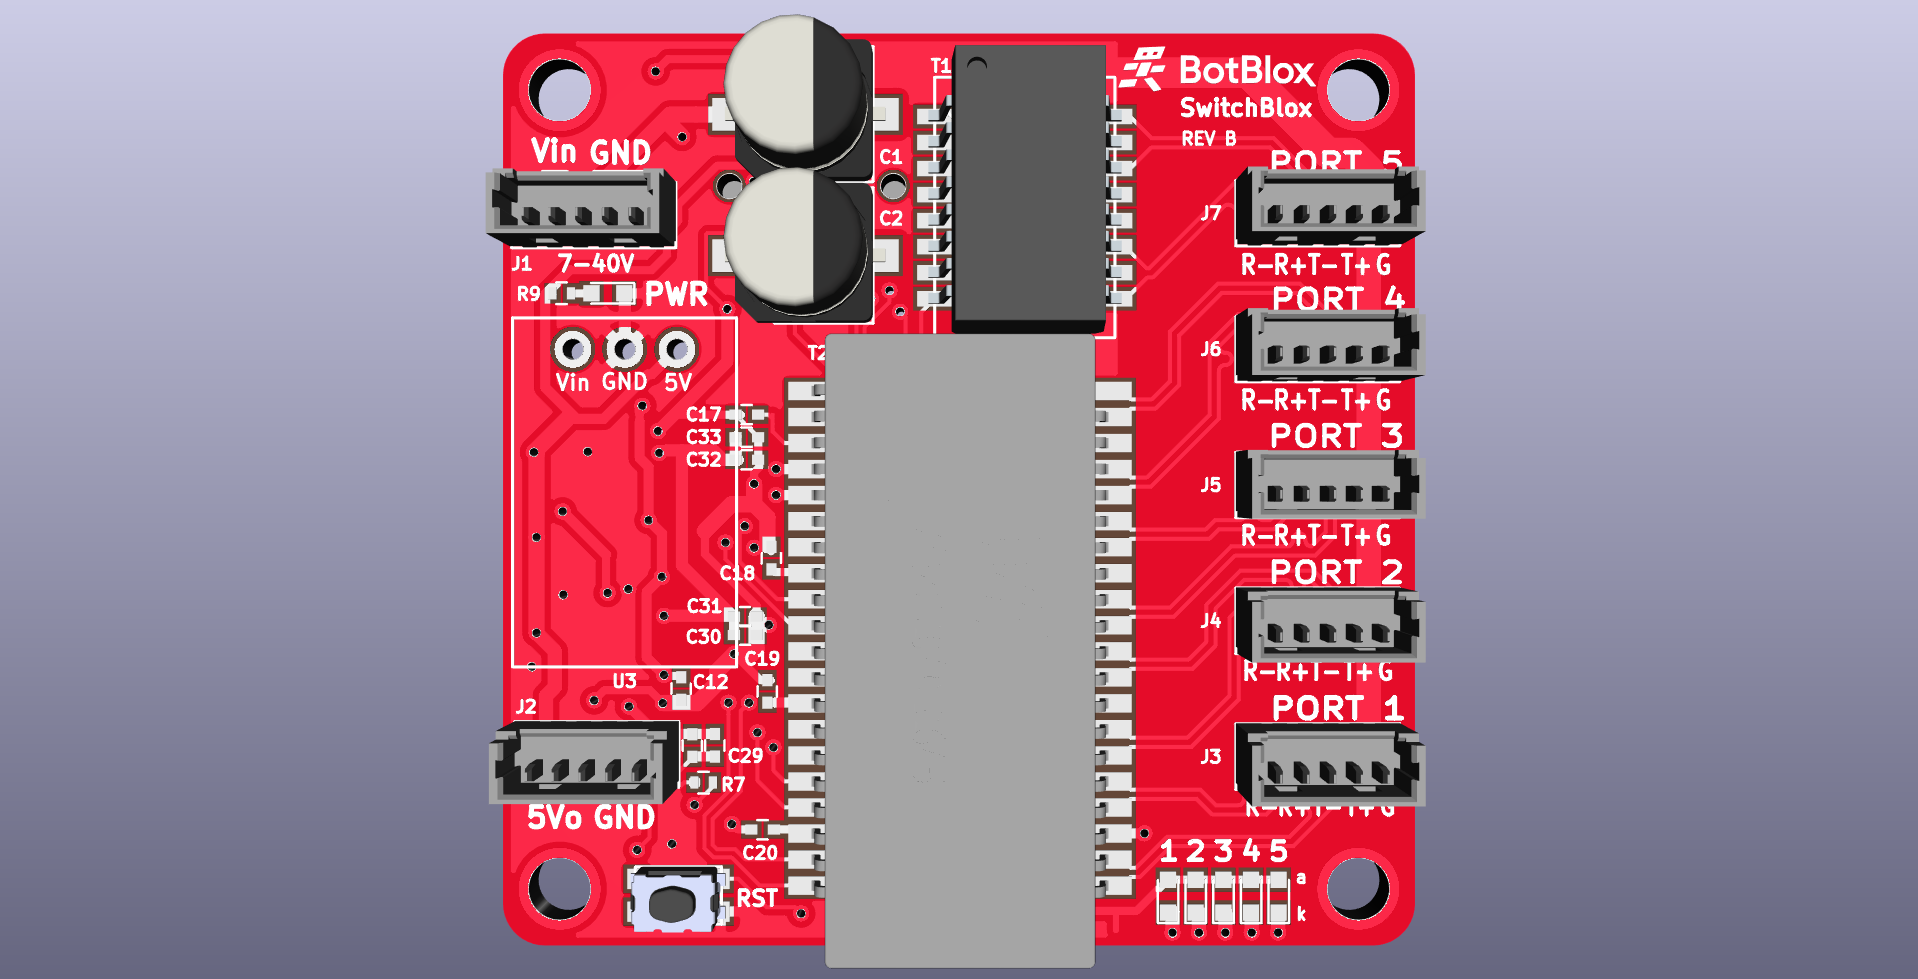 BotBlox
SwitchBlox
REV B
T1
C1
C2
Vin GND
J1 7-40V
R9 PWR
Vin GND 5V
T2
C17
C33
C32
C18
C31
C30
C19
U3
C12
J2
C29
R7
5Vo GND
C20
RST
PORT 5
J7
R-R+T-T+G
PORT 4
J6
R-R+T-T+G
PORT 3
J5
R-R+T-T+G
PORT 2
J4
R-R+T-T+G
PORT 1
J3
R-R+T-T+G
1 2 3 4 5
a
k